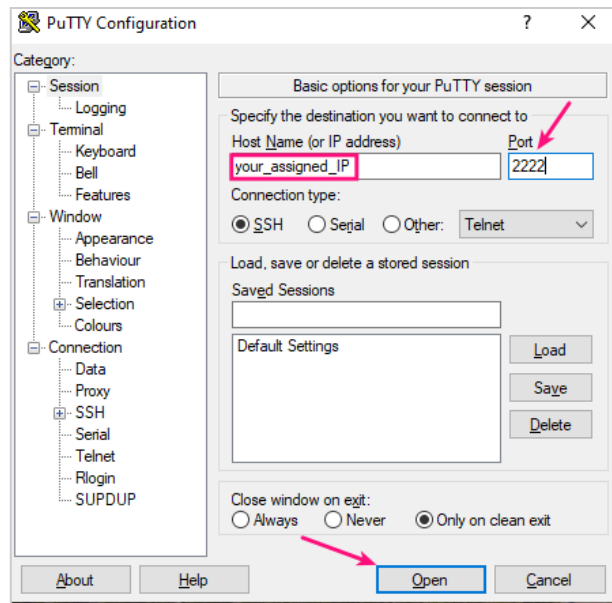 PuTTY Configuration ? ×
Category:
Session
Logging
Terminal
Keyboard
Bell
Features
Window
Appearance
Behaviour
Translation
Selection
Colours
Connection
Data
Proxy
SSH
Serial
Telnet
Rlogin
SUPDUP
Basic options for your PuTTY session
Specify the destination you want to connect to
Host Name (or IP address) Port
your_assigned_IP 2222
Connection type:
SSH Serial Other: Telnet
Load, save or delete a stored session
Saved Sessions
Default Settings
Load
Save
Delete
Close window on exit:
Always Never Only on clean exit
About Help Open Cancel